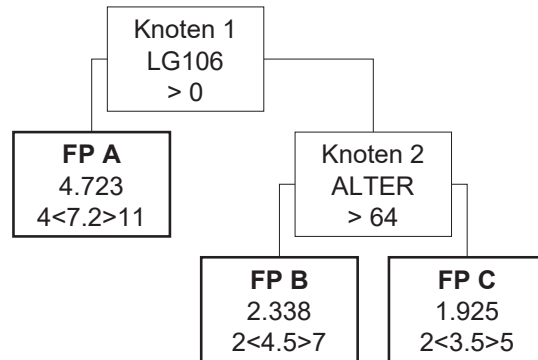 Knoten 1
LG106
> 0
FP A
4.723
4<7.2>11
Knoten 2
ALTER
> 64
FP B
2.338
2<4.5>7
FP C
1.925
2<3.5>5